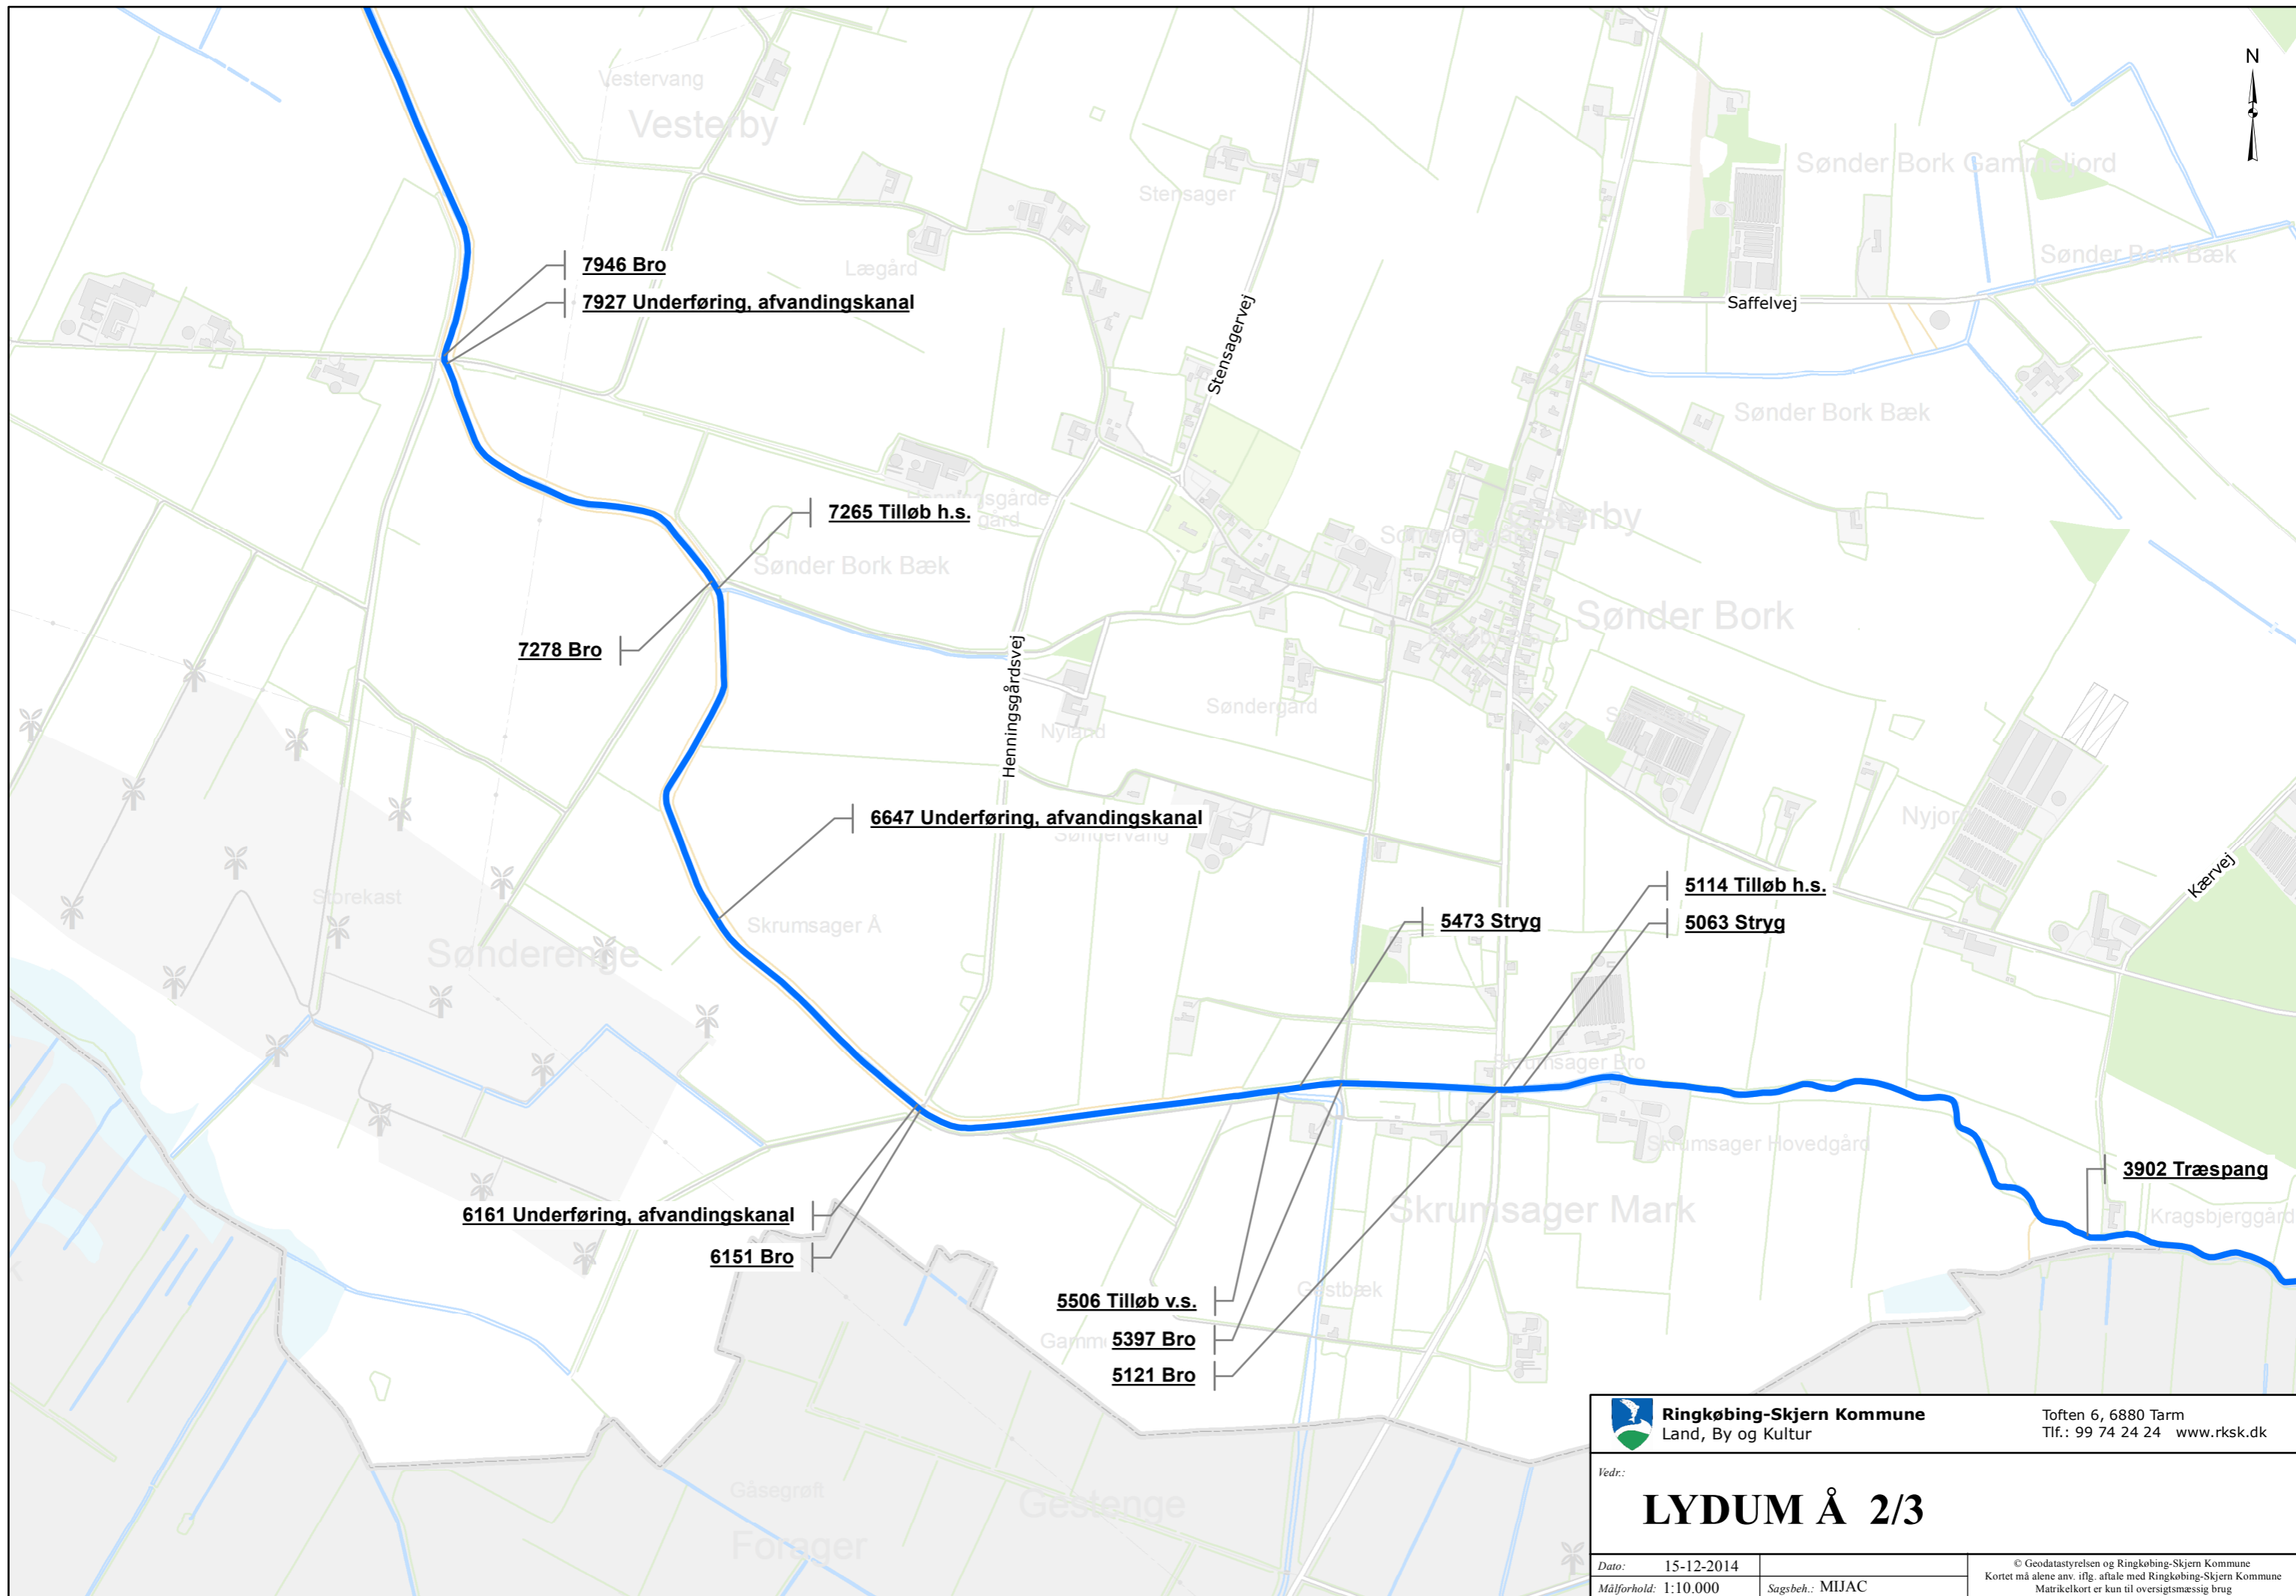 N
Vestervang
Vesterby
Sønder Bork Gammelfjord
Stensager
7946 Bro
Lægård
Sønder Bork Bæk
7927 Underføring, afvandingskanal
Saffelvej
Stensagervej
Sønder Bork Bæk
7265 Tilløb h.s.
Østerby
Sønder Bork Bæk
Sønder Bork
7278 Bro
Henningsgårdsvej
Søndergård
Nyland
6647 Underføring, afvandingskanal
Søndervang
Nyjord
Kærvej
5114 Tilløb h.s.
Storekast
Skrumsager Å
5473 Stryg
5063 Stryg
Sønderenge
Skrumsager Bro
Skrumsager Hovedgård
3902 Træspang
6161 Underføring, afvandingskanal
Skrumsager Mark
Kragsbjerggård
6151 Bro
Gestbæk
5506 Tilløb v.s.
5397 Bro
5121 Bro
Gåsegrøft
Gestenge
Forager
Ringkøbing-Skjern Kommune
Land, By og Kultur
Toften 6, 6880 Tarm
Tlf.: 99 74 24 24 www.rksk.dk
Vedr.:
LYDUM Å 2/3
Dato: 15-12-2014
Målforhold: 1:10.000
Sagsbeh.: MIJAC
© Geodatastyrelsen og Ringkøbing-Skjern Kommune
Kortet må alene anv. iflg. aftale med Ringkøbing-Skjern Kommune
Matrikelkort er kun til oversigtsmæssig brug